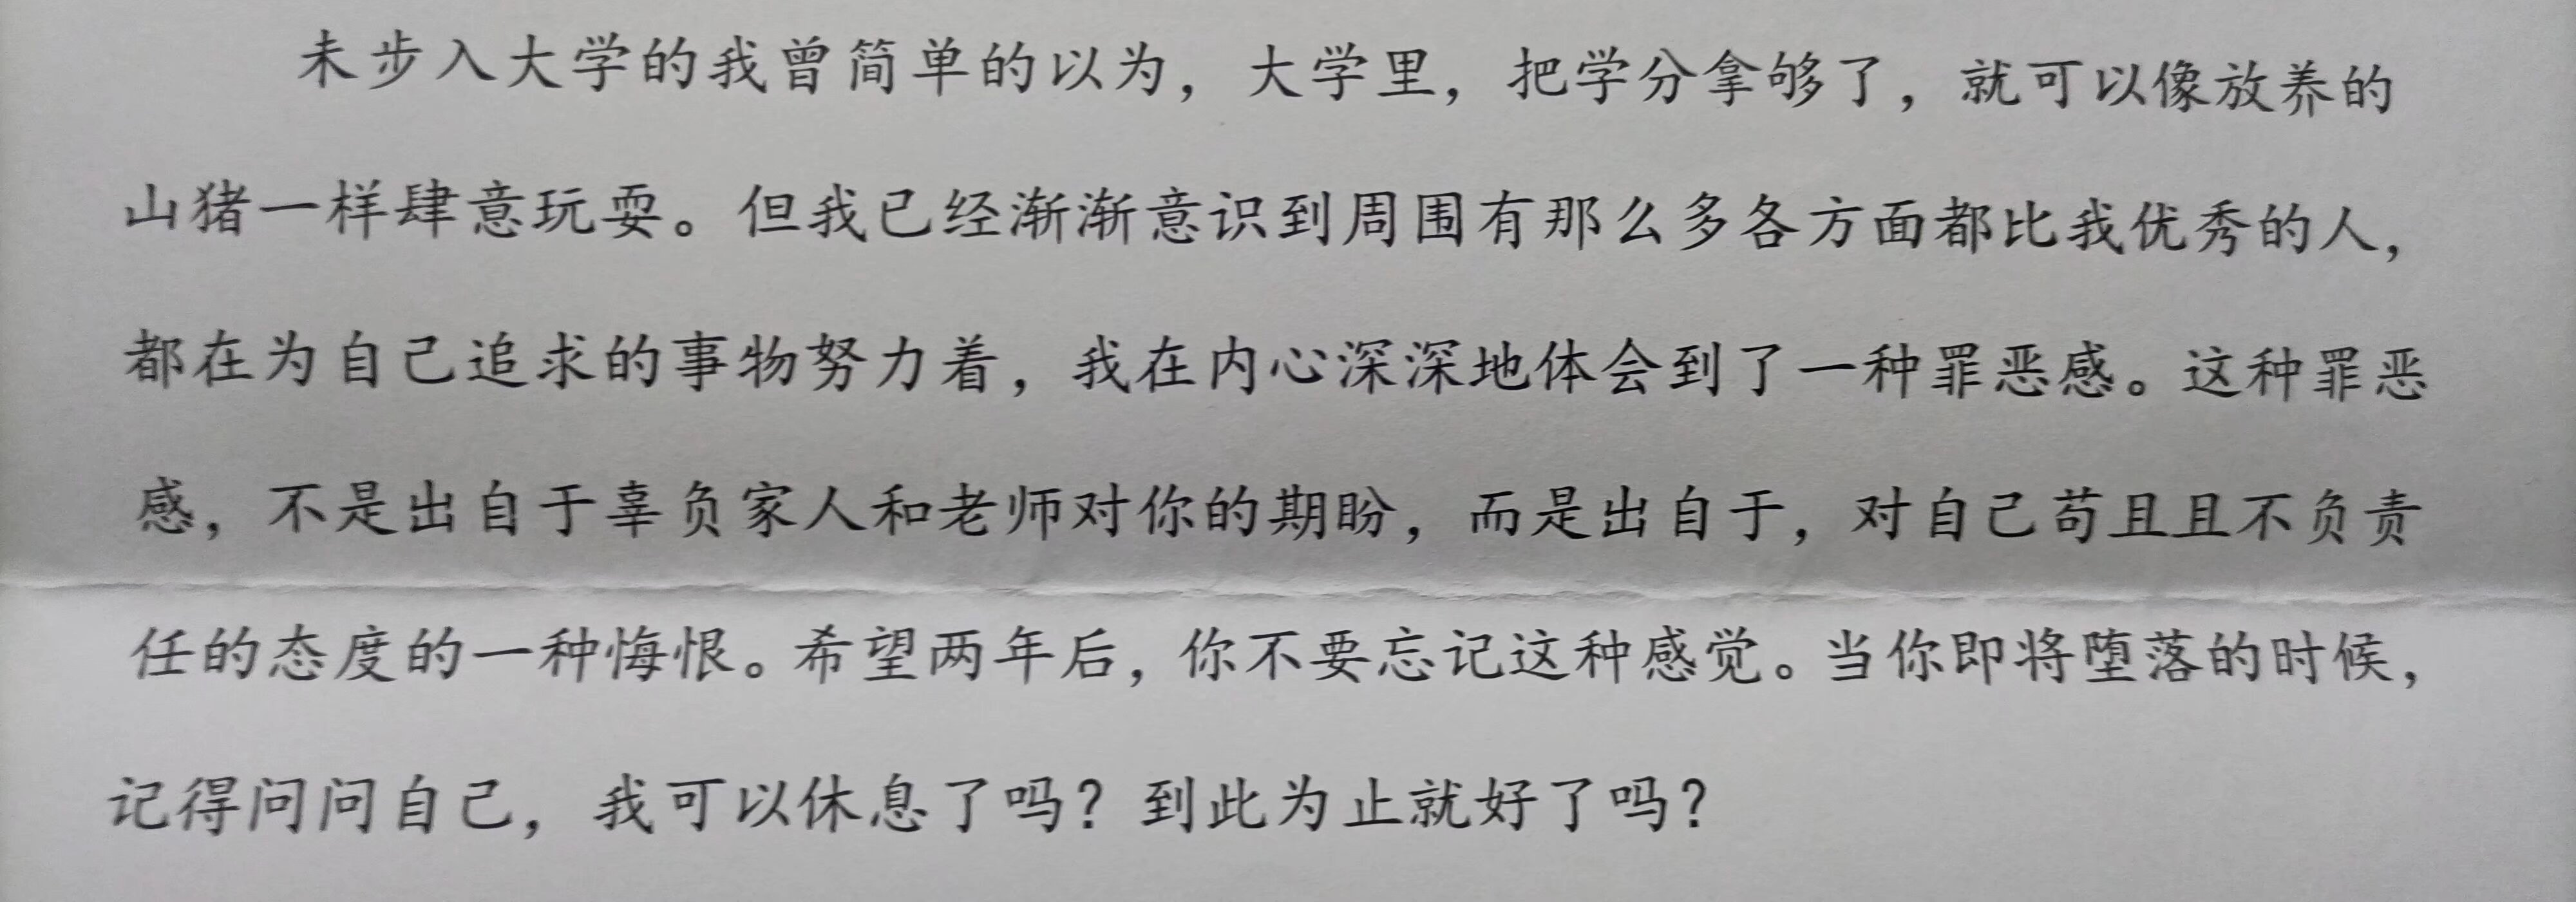 未步入大学的我曾简单的以为，大学里，把学分拿够了，就可以像放养的
山猪一样肆意玩耍。但我已经渐渐意识到周围有那么多各方面都比我优秀的人，
都在为自己追求的事物努力着，我在内心深深地体会到了一种罪恶感。这种罪恶
感，不是出自于辜负家人和老师对你的期盼，而是出自于，对自己苟且且不负责
任的态度的一种悔恨。希望两年后，你不要忘记这种感觉。当你即将堕落的时候，
记得问问自己，我可以休息了吗？到此为止就好了吗？